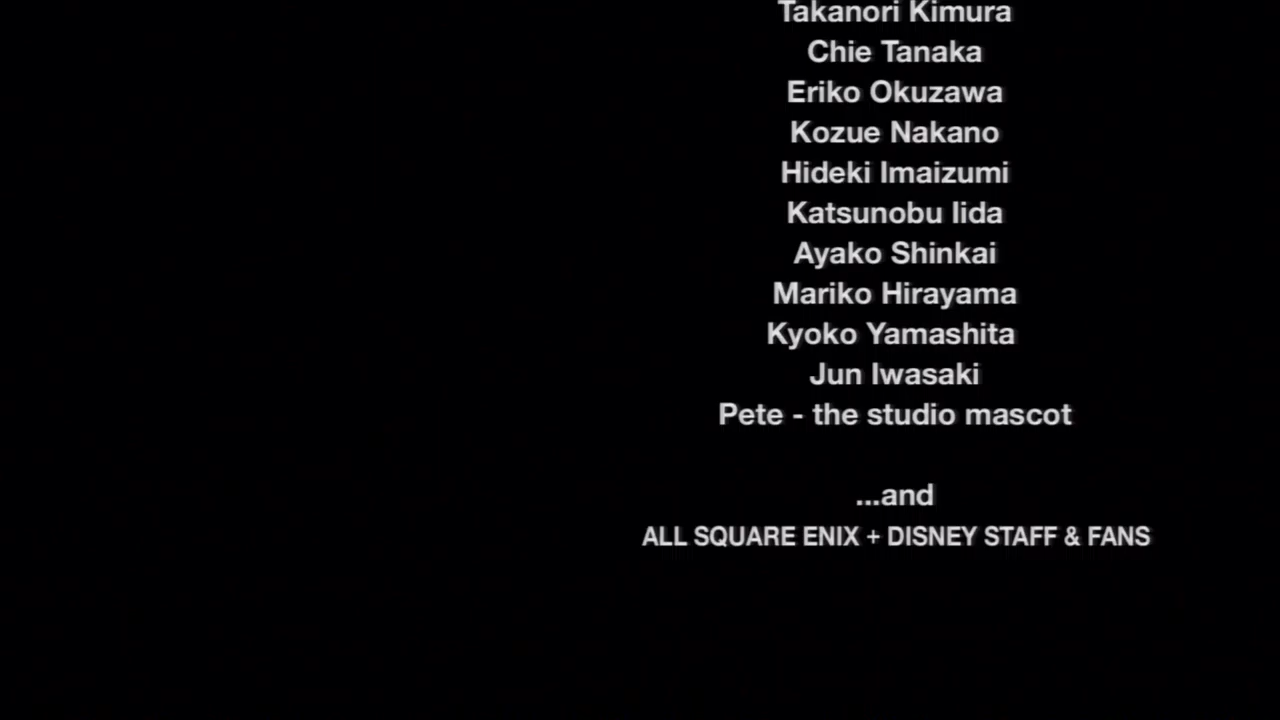 Takanori Kimura
Chie Tanaka
Eriko Okuzawa
Kozue Nakano
Hideki Imaizumi
Katsunobu Iida
Ayako Shinkai
Mariko Hirayama
Kyoko Yamashita
Jun Iwasaki
Pete - the studio mascot
...and
ALL SQUARE ENIX + DISNEY STAFF & FANS